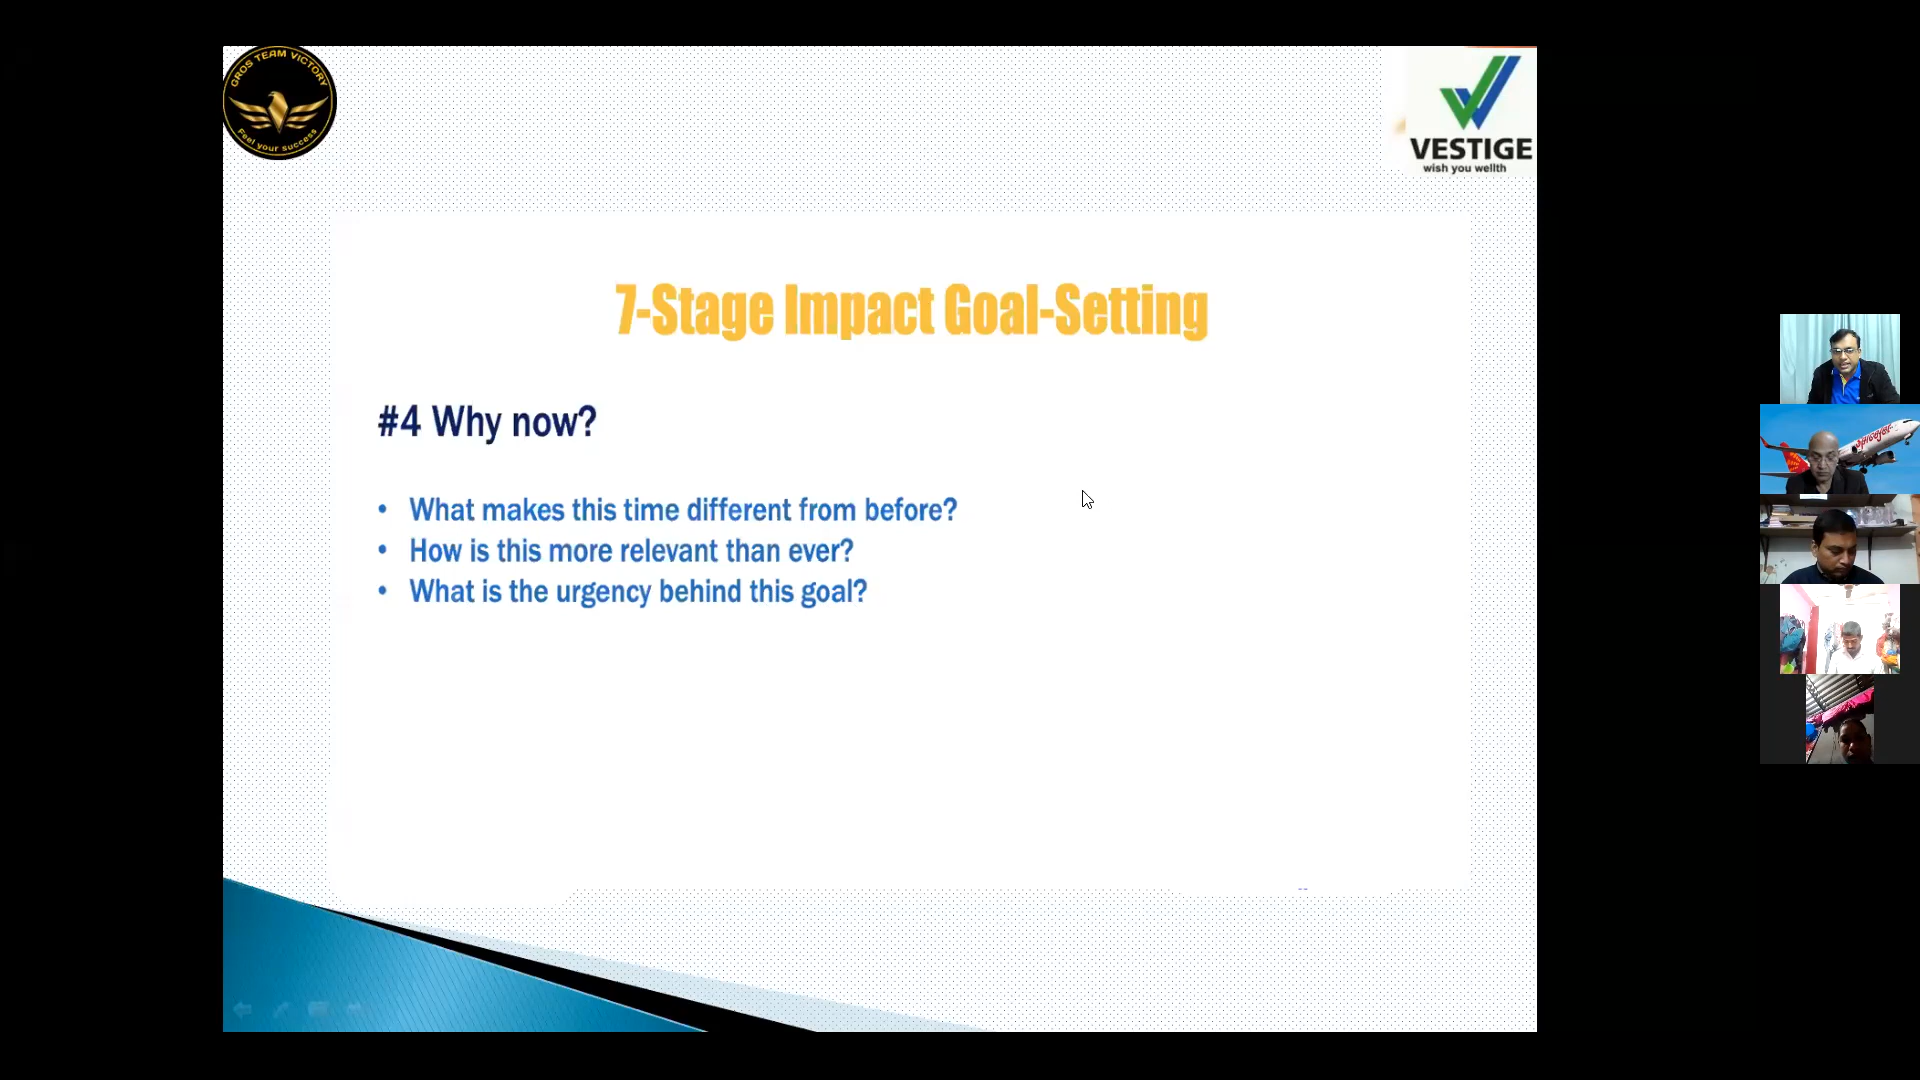 GROS TEAM VICTORY
Feel your success
VESTIGE
wish you wellth
7-Stage Impact Goal-Setting
#4 Why now?
• What makes this time different from before?
• How is this more relevant than ever?
• What is the urgency behind this goal?
SpiceJet